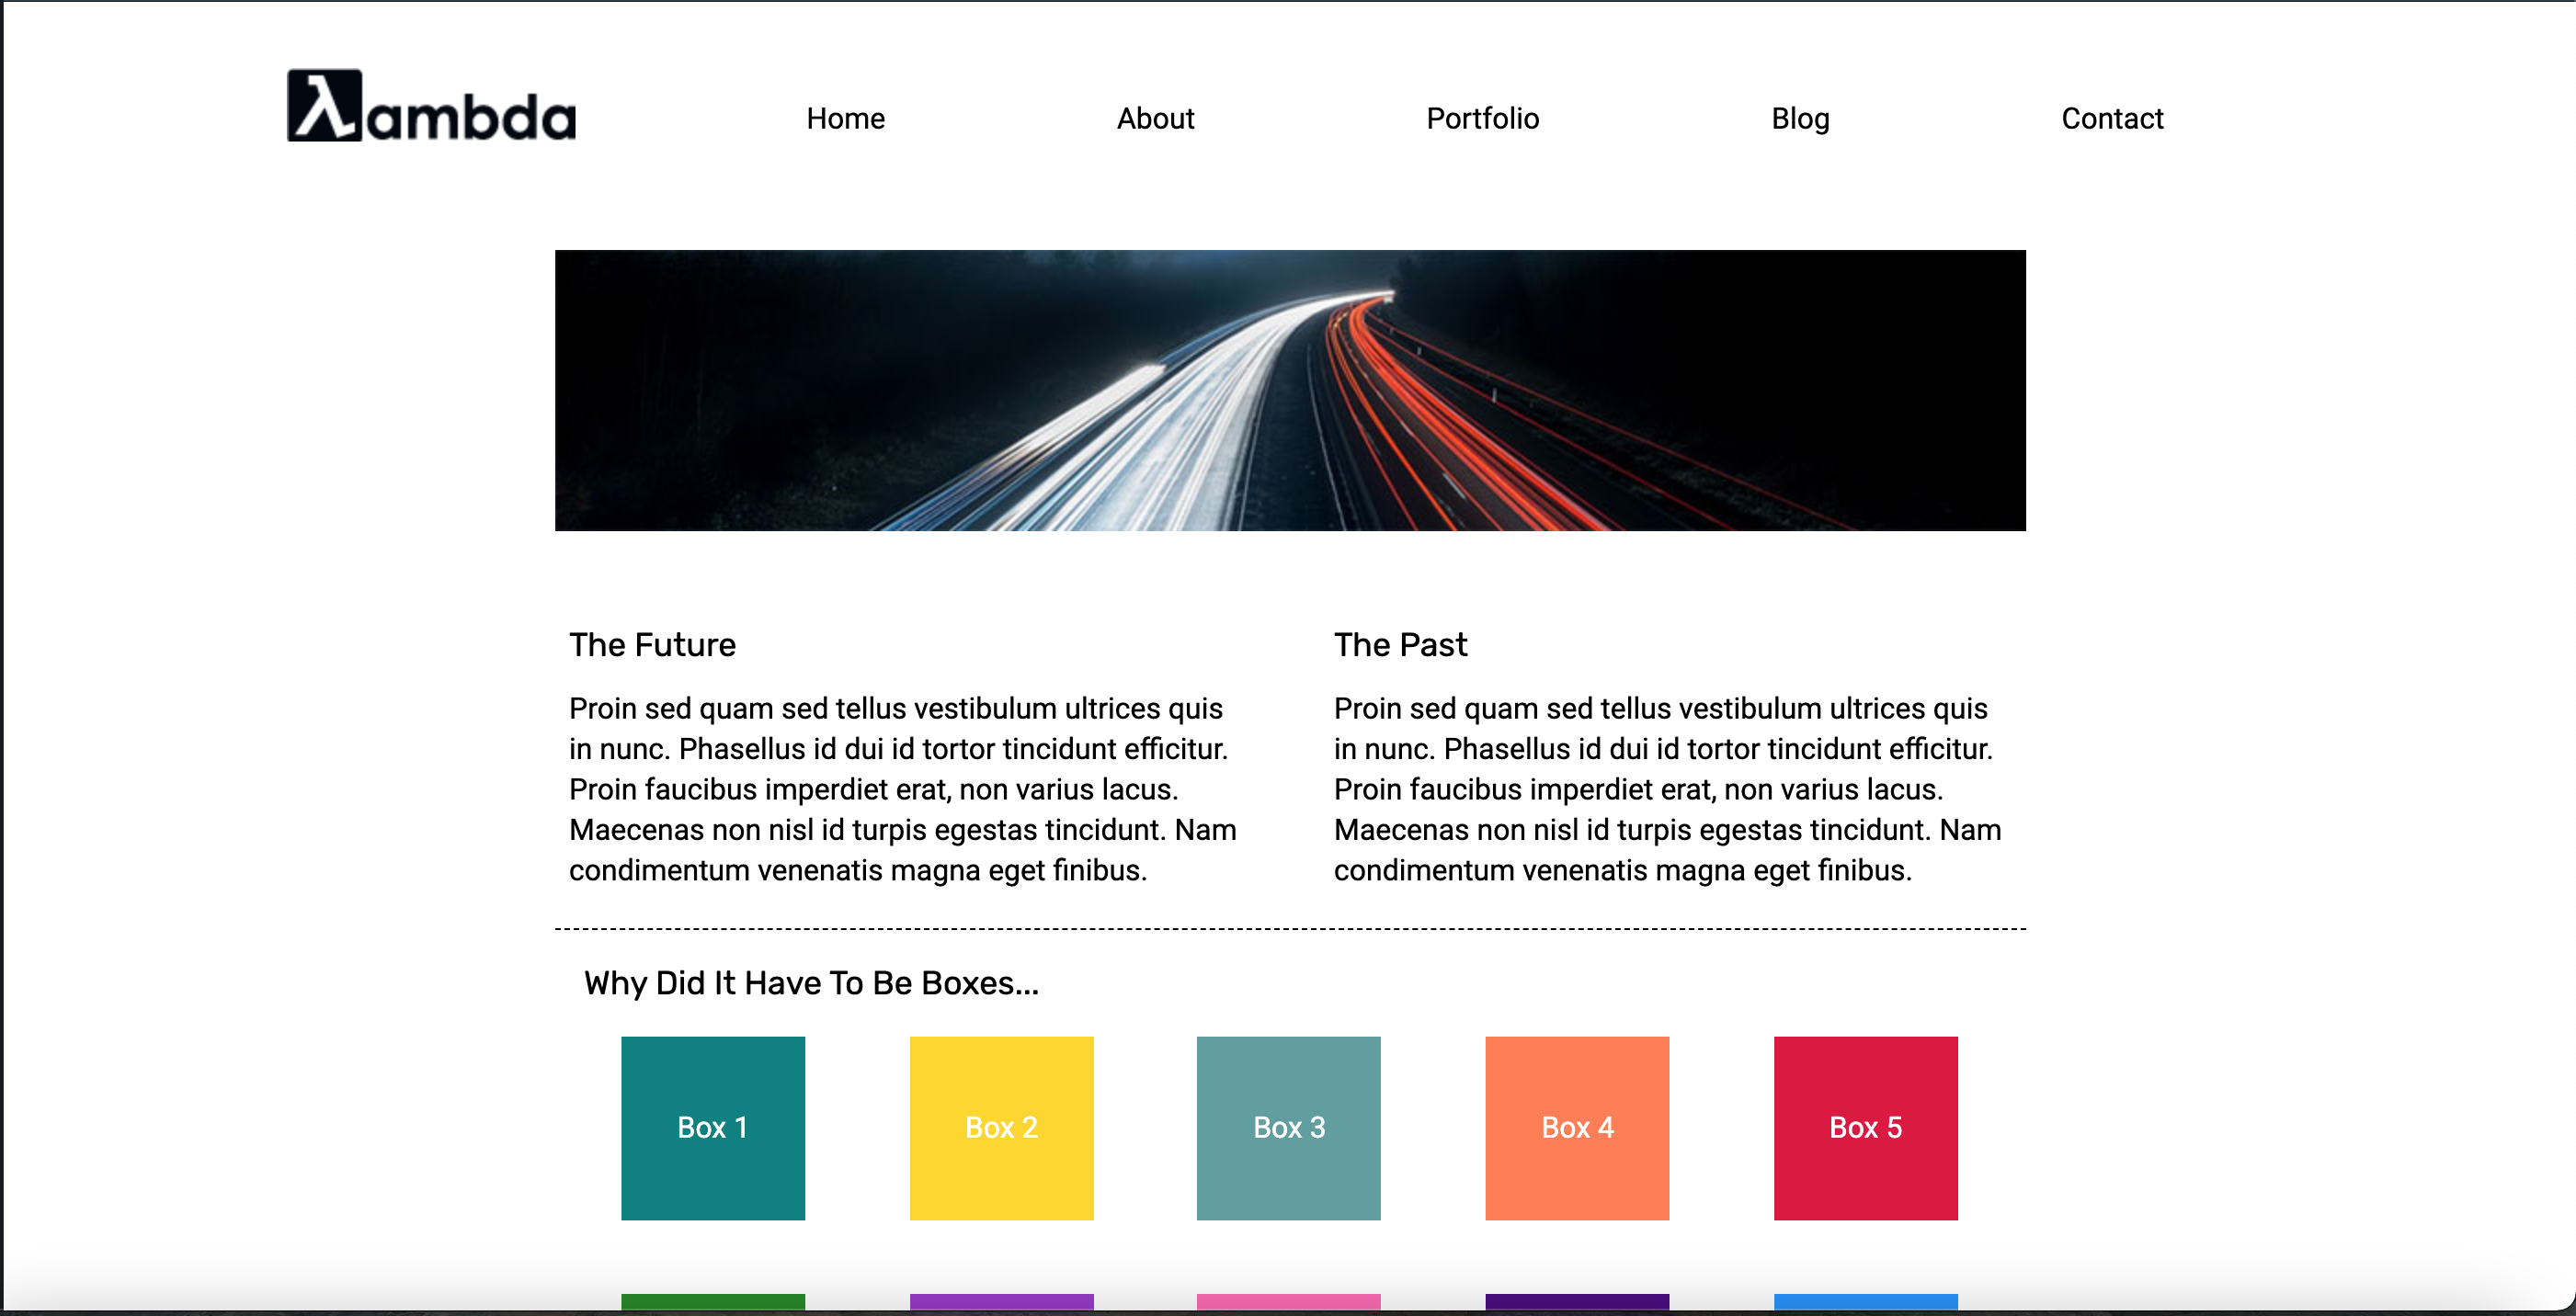 λambda
Home
About
Portfolio
Blog
Contact
The Future
Proin sed quam sed tellus vestibulum ultrices quis
in nunc. Phasellus id dui id tortor tincidunt efficitur.
Proin faucibus imperdiet erat, non varius lacus.
Maecenas non nisl id turpis egestas tincidunt. Nam
condimentum venenatis magna eget finibus.
The Past
Proin sed quam sed tellus vestibulum ultrices quis
in nunc. Phasellus id dui id tortor tincidunt efficitur.
Proin faucibus imperdiet erat, non varius lacus.
Maecenas non nisl id turpis egestas tincidunt. Nam
condimentum venenatis magna eget finibus.
Why Did It Have To Be Boxes...
Box 1
Box 2
Box 3
Box 4
Box 5